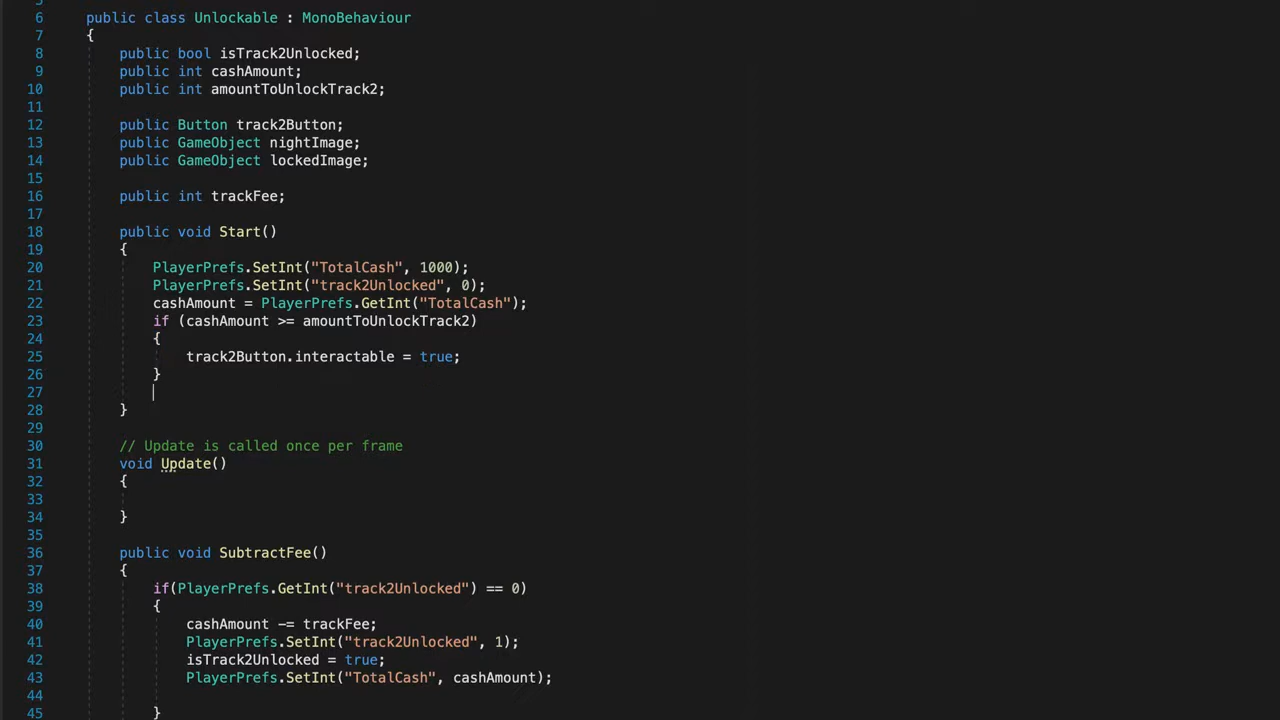 6 public class Unlockable : MonoBehaviour
7 {
8 public bool isTrack2Unlocked;
9 public int cashAmount;
10 public int amountToUnlockTrack2;
11
12 public Button track2Button;
13 public GameObject nightImage;
14 public GameObject lockedImage;
15
16 public int trackFee;
17
18 public void Start()
19 {
20 PlayerPrefs.SetInt("TotalCash", 1000);
21 PlayerPrefs.SetInt("track2Unlocked", 0);
22 cashAmount = PlayerPrefs.GetInt("TotalCash");
23 if (cashAmount >= amountToUnlockTrack2)
24 {
25 track2Button.interactable = true;
26 }
27
28 }
29
30 // Update is called once per frame
31 void Update()
32 {
33
34 }
35
36 public void SubtractFee()
37 {
38 if(PlayerPrefs.GetInt("track2Unlocked") == 0)
39 {
40 cashAmount -= trackFee;
41 PlayerPrefs.SetInt("track2Unlocked", 1);
42 isTrack2Unlocked = true;
43 PlayerPrefs.SetInt("TotalCash", cashAmount);
44
45 }